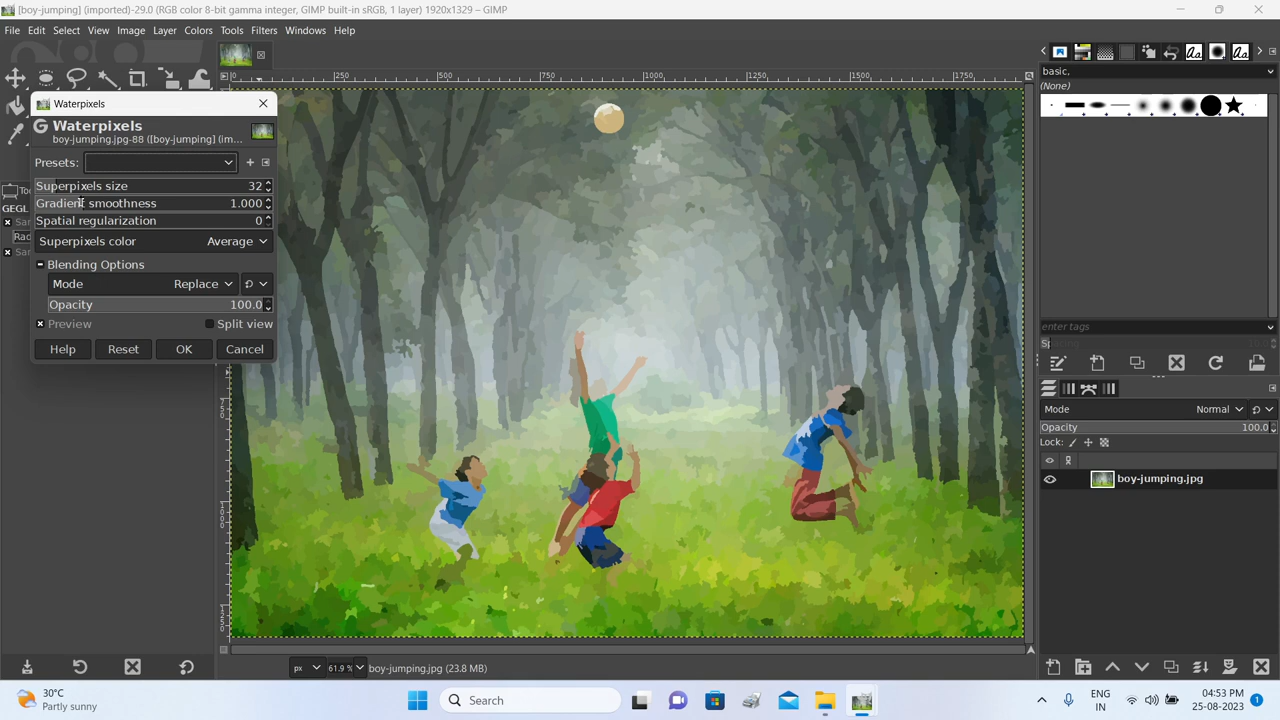 [boy-jumping] (imported)-29.0 (RGB color 8-bit gamma integer, GIMP built-in sRGB, 1 layer) 1920x1329 – GIMP
File Edit Select View Image Layer Colors Tools Filters Windows Help
0 250 500 750 1000 1250 1500 1750
basic,
(None)
Waterpixels
G Waterpixels
boy-jumping.jpg-88 ([boy-jumping] (im...
Presets:
Superpixels size 32
Gradient smoothness 1.000
Spatial regularization 0
Superpixels color Average
Blending Options
Mode Replace
Opacity 100.0
Preview Split view
Help Reset OK Cancel
GEGL
enter tags
Mode Normal
Opacity 100.0
Lock:
boy-jumping.jpg
px 61.9 % boy-jumping.jpg (23.8 MB)
30°C
Partly sunny
Search
ENG
IN
04:53 PM
25-08-2023
1